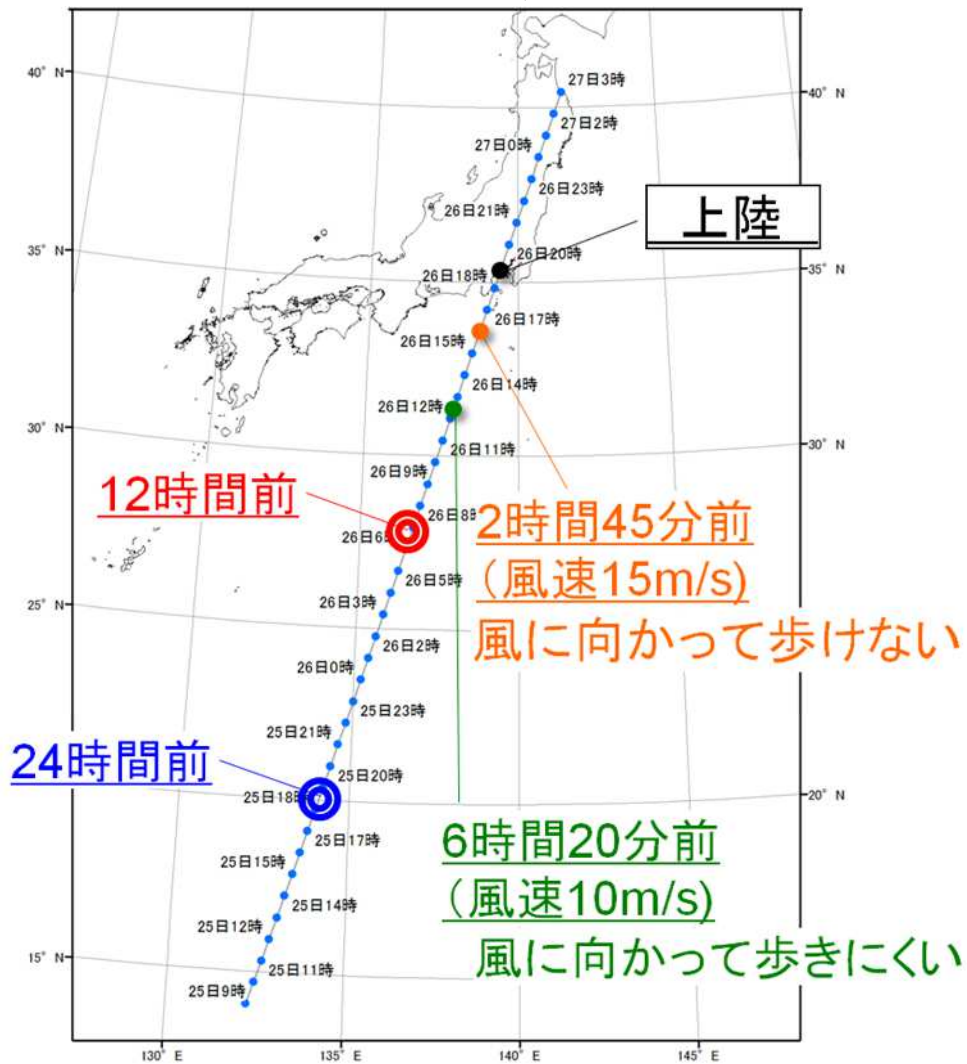 40° N
27日3時
40° N
27日2時
27日0時
26日23時
26日21時
上陸
35° N
26日20時
35° N
26日18時
26日17時
26日15時
26日14時
26日12時
30° N
30° N
26日11時
26日9時
12時間前
26日8時
26日6
2時間45分前
(風速15m/s)
風に向かって歩けない
26日5時
25° N
26日3時
26日2時
26日0時
25日23時
25日21時
24時間前
25日20時
25日18時
20° N
25日17時
6時間20分前
(風速10m/s)
風に向かって歩きにくい
25日15時
25日14時
25日12時
15° N
25日11時
25日9時
130° E
135° E
140° E
145° E